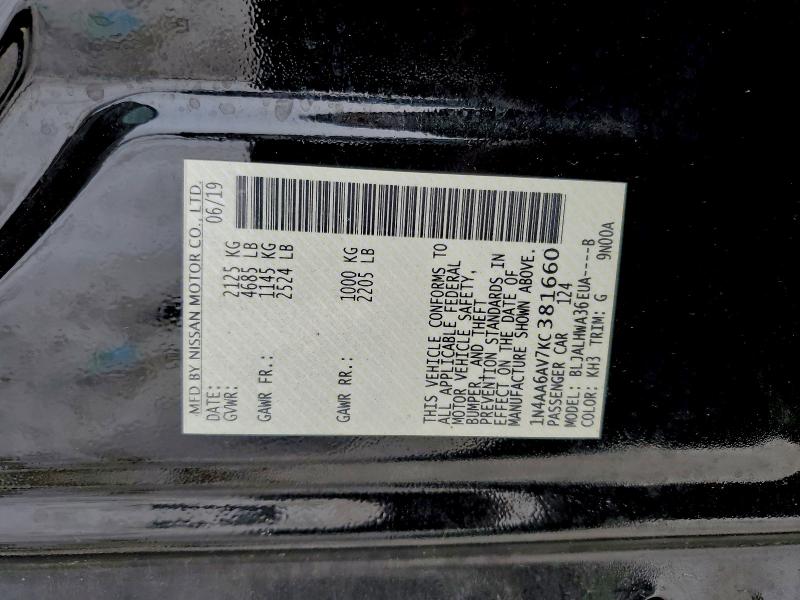 MFD BY NISSAN MOTOR CO., LTD.
DATE: 06/19
GVWR: 2125 KG
4685 LB
GAWR FR.: 1145 KG
2524 LB
GAWR RR.: 1000 KG
2205 LB
THIS VEHICLE CONFORMS TO
ALL APPLICABLE FEDERAL
MOTOR VEHICLE SAFETY,
BUMPER, AND THEFT
PREVENTION STANDARDS IN
EFFECT ON THE DATE OF
MANUFACTURE SHOWN ABOVE.
1N4AA6AV7KC381660
PASSENGER CAR 124
MODEL: BLJALHWA36EUA----B
COLOR: KH3 TRIM: G 9N00A